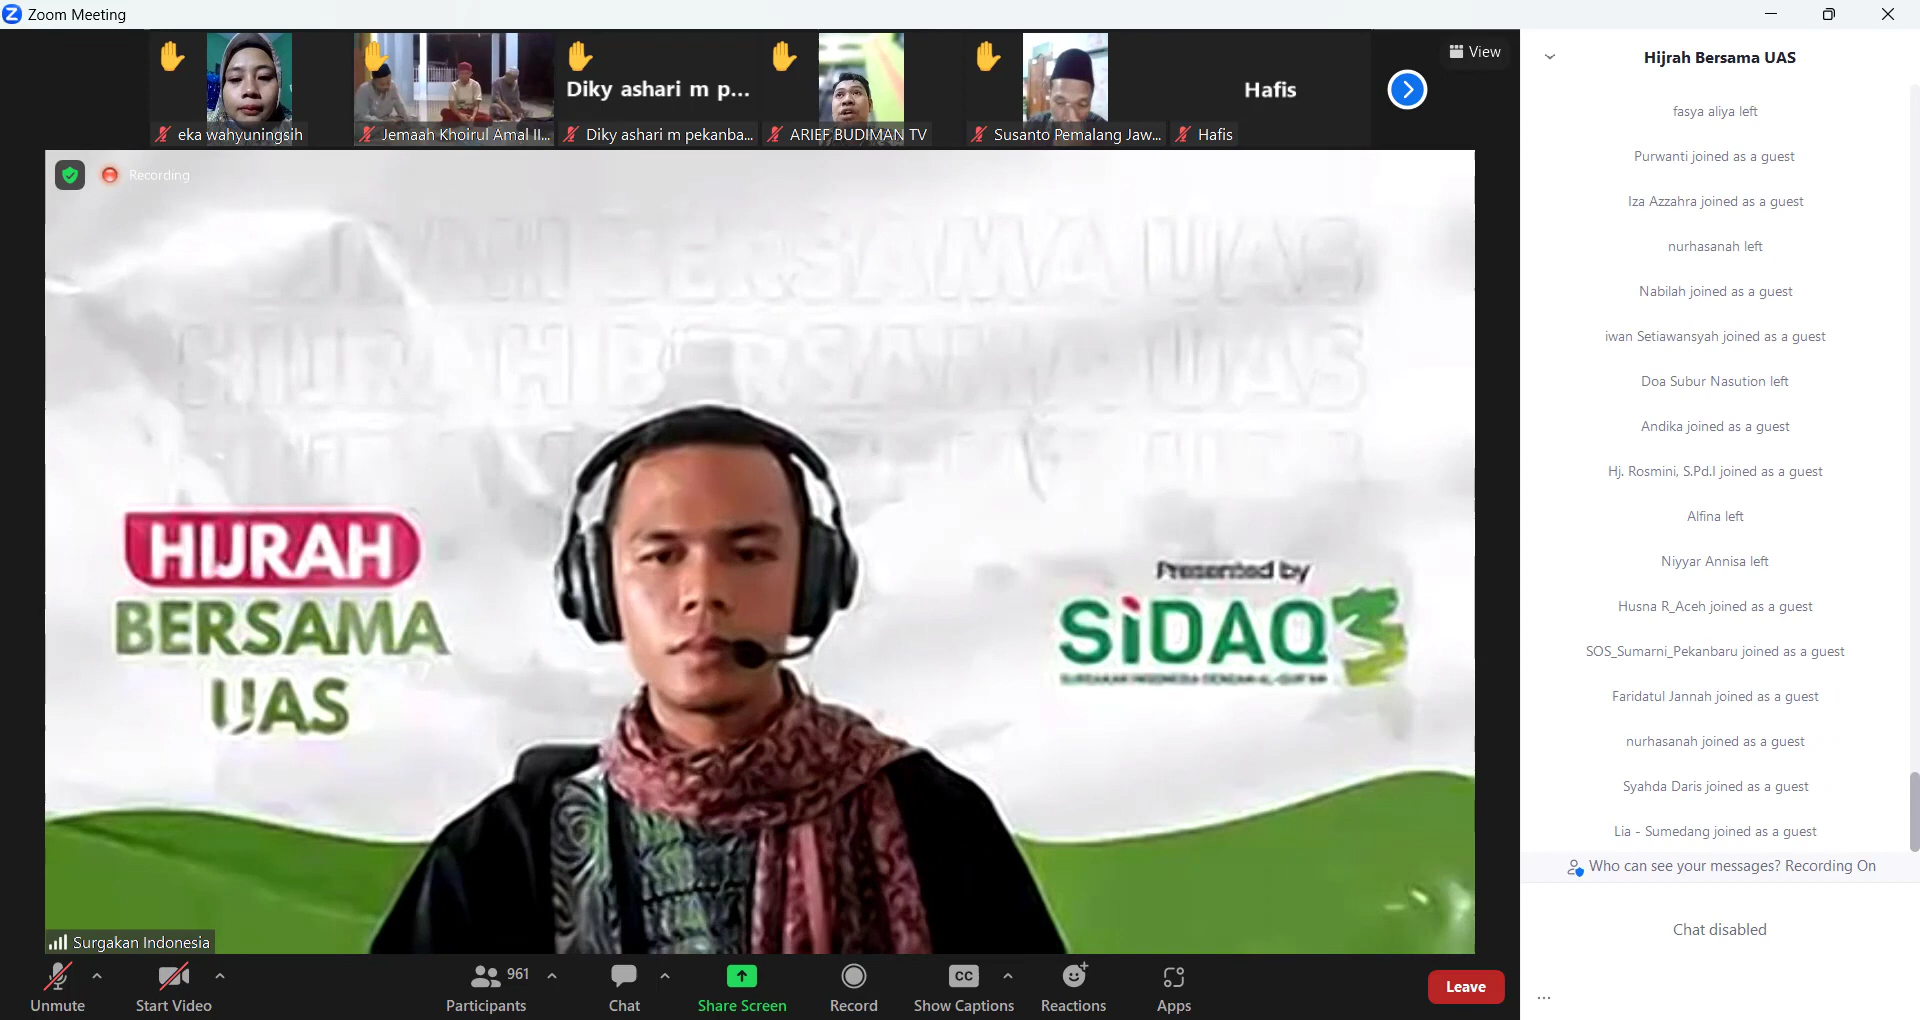 Zoom Meeting
View
Diky ashari m p...
Hafis
eka wahyuningsih
Jemaah Khoirul Amal II...
Diky ashari m pekanba...
ARIEF BUDIMAN TV
Susanto Pemalang Jaw...
Hafis
Recording
HIJRAH BERSAMA UAS
HIJRAH
BERSAMA
UAS
Presented by
SiDAQ3
Surgakan Indonesia
Unmute
Start Video
961
Participants
Chat
Share Screen
Record
CC
Show Captions
Reactions
Apps
Leave
Hijrah Bersama UAS
fasya aliya left
Purwanti joined as a guest
Iza Azzahra joined as a guest
nurhasanah left
Nabilah joined as a guest
iwan Setiawansyah joined as a guest
Doa Subur Nasution left
Andika joined as a guest
Hj. Rosmini, S.Pd.I joined as a guest
Alfina left
Niyyar Annisa left
Husna R_Aceh joined as a guest
SOS_Sumarni_Pekanbaru joined as a guest
Faridatul Jannah joined as a guest
nurhasanah joined as a guest
Syahda Daris joined as a guest
Lia - Sumedang joined as a guest
Who can see your messages? Recording On
Chat disabled
...